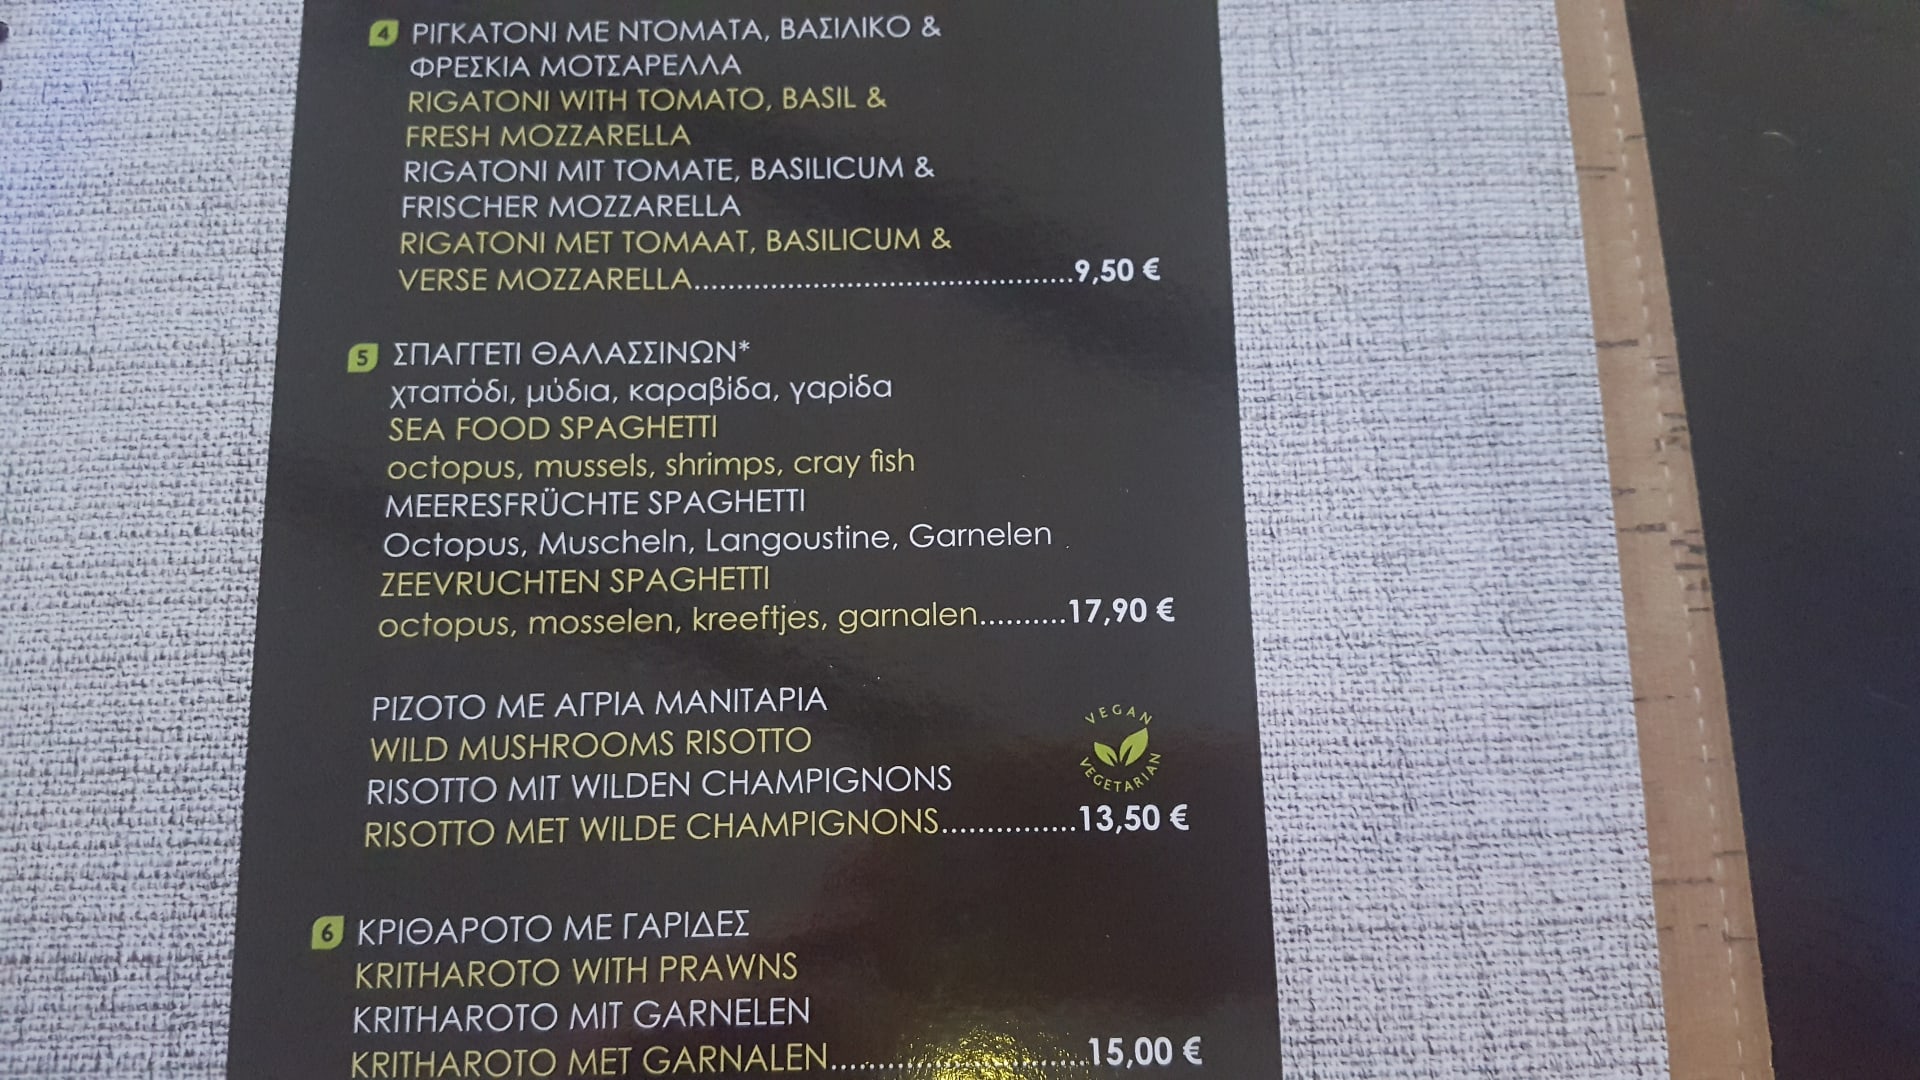 4 ΡΙΓΚΑΤΟΝΙ ΜΕ ΝΤΟΜΑΤΑ, ΒΑΣΙΛΙΚΟ &
ΦΡΕΣΚΙΑ ΜΟΤΣΑΡΕΛΛΑ
RIGATONI WITH TOMATO, BASIL &
FRESH MOZZARELLA
RIGATONI MIT TOMATE, BASILICUM &
FRISCHER MOZZARELLA
RIGATONI MET TOMAAT, BASILICUM &
VERSE MOZZARELLA.............................................9,50 €
5 ΣΠΑΓΓΕΤΙ ΘΑΛΑΣΣΙΝΩΝ*
χταπόδι, μύδια, καραβίδα, γαρίδα
SEA FOOD SPAGHETTI
octopus, mussels, shrimps, cray fish
MEERESFRÜCHTE SPAGHETTI
Octopus, Muscheln, Langoustine, Garnelen
ZEEVRUCHTEN SPAGHETTI
octopus, mosselen, kreeftjes, garnalen..........17,90 €
ΡΙΖΟΤΟ ΜΕ ΑΓΡΙΑ ΜΑΝΙΤΑΡΙΑ
WILD MUSHROOMS RISOTTO
RISOTTO MIT WILDEN CHAMPIGNONS
RISOTTO MET WILDE CHAMPIGNONS................13,50 €
VEGAN
VEGETARIAN
6 ΚΡΙΘΑΡΟΤΟ ΜΕ ΓΑΡΙΔΕΣ
KRITHAROTO WITH PRAWNS
KRITHAROTO MIT GARNELEN
KRITHAROTO MET GARNALEN..............................15,00 €